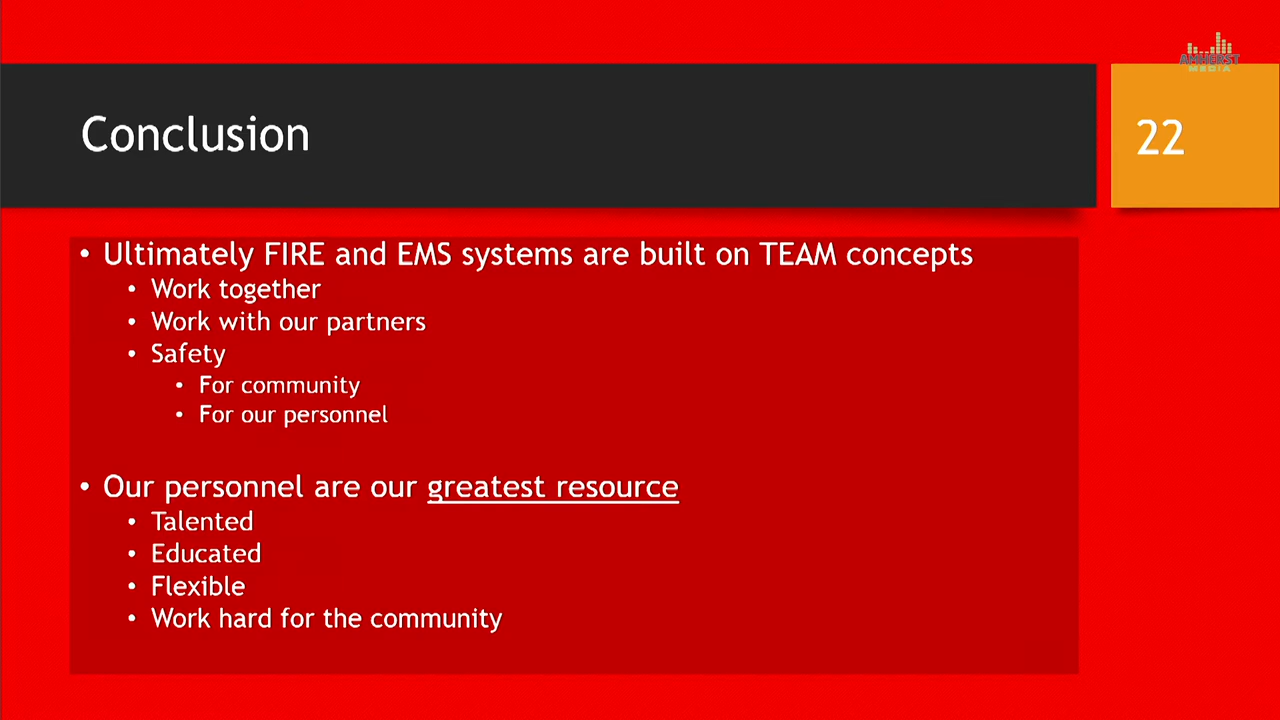 AMHERST
MEDIA
Conclusion
22
• Ultimately FIRE and EMS systems are built on TEAM concepts
• Work together
• Work with our partners
• Safety
• For community
• For our personnel
• Our personnel are our greatest resource
• Talented
• Educated
• Flexible
• Work hard for the community